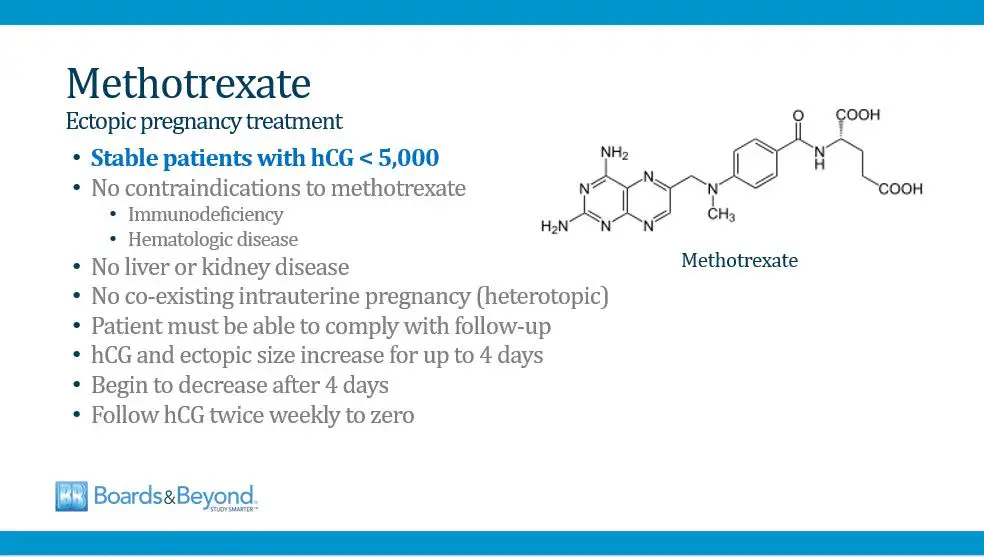 Methotrexate
Ectopic pregnancy treatment
• Stable patients with hCG < 5,000
• No contraindications to methotrexate
• Immunodeficiency
• Hematologic disease
• No liver or kidney disease
• No co-existing intrauterine pregnancy (heterotopic)
• Patient must be able to comply with follow-up
• hCG and ectopic size increase for up to 4 days
• Begin to decrease after 4 days
• Follow hCG twice weekly to zero
NH₂
N
N
H₂N
N
N
N
CH₃
O
N
H
COOH
COOH
Methotrexate
BB Boards&Beyond®
STUDY SMARTER™